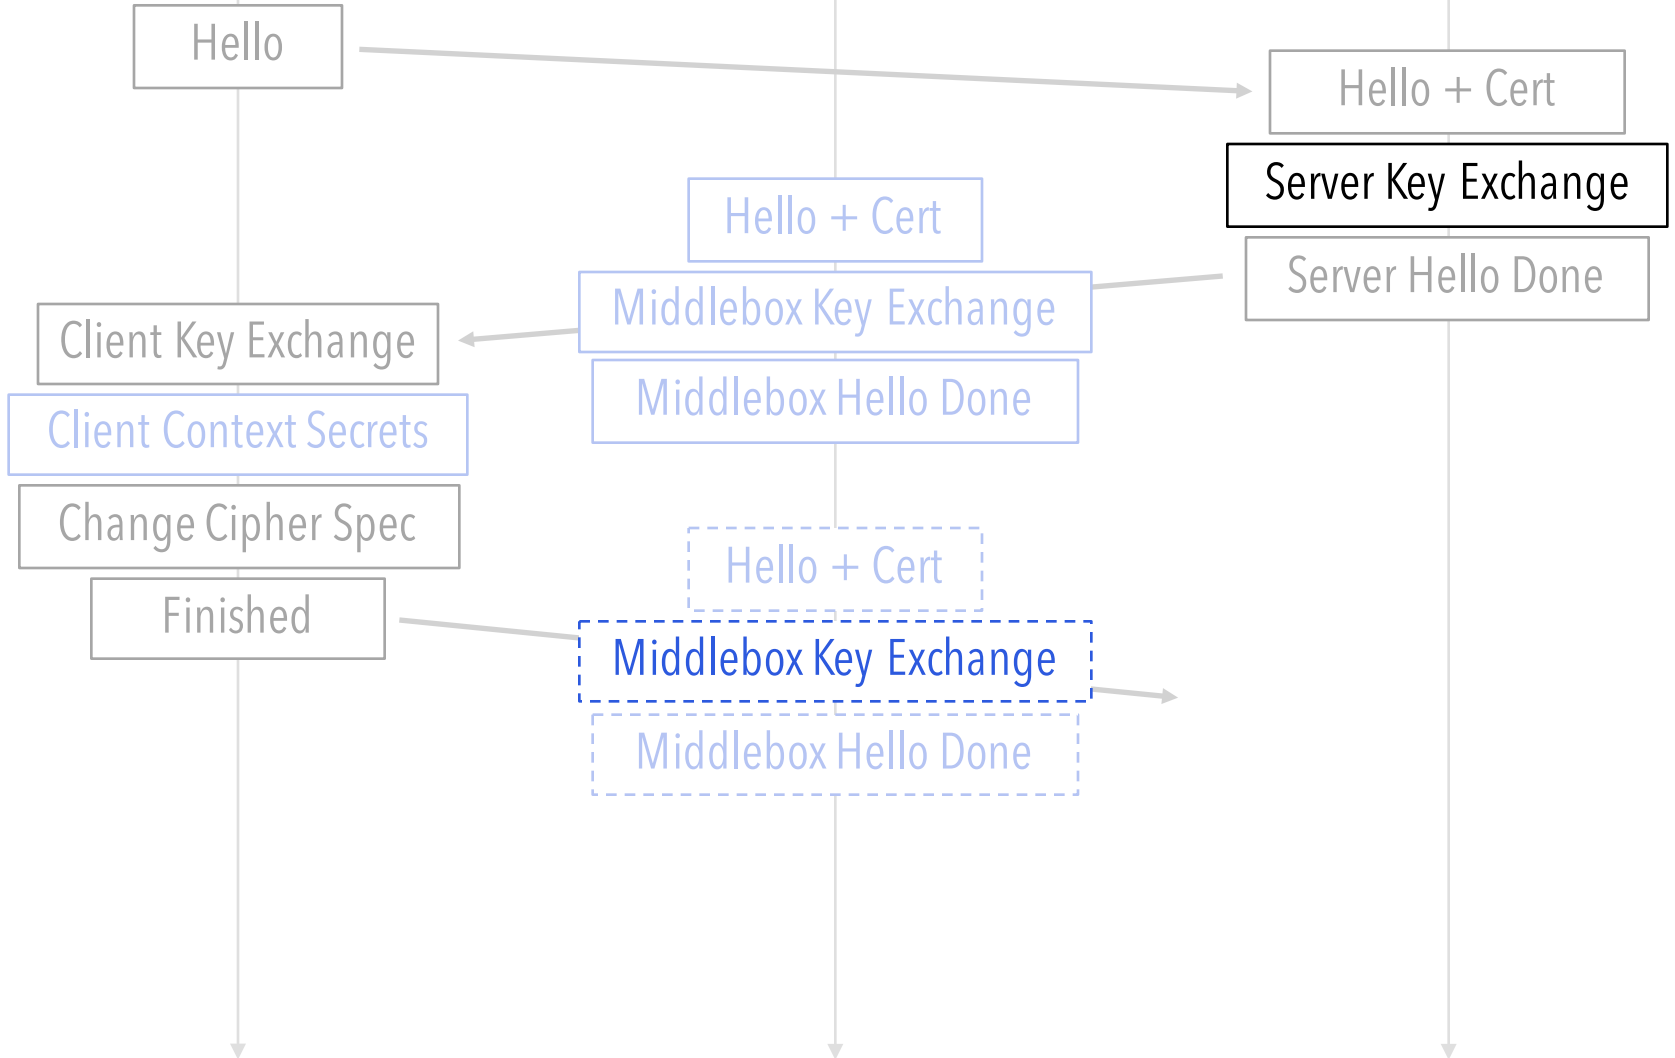 Hello
Hello + Cert
Server Key Exchange
Server Hello Done
Hello + Cert
Middlebox Key Exchange
Middlebox Hello Done
Client Key Exchange
Client Context Secrets
Change Cipher Spec
Finished
Hello + Cert
Middlebox Key Exchange
Middlebox Hello Done